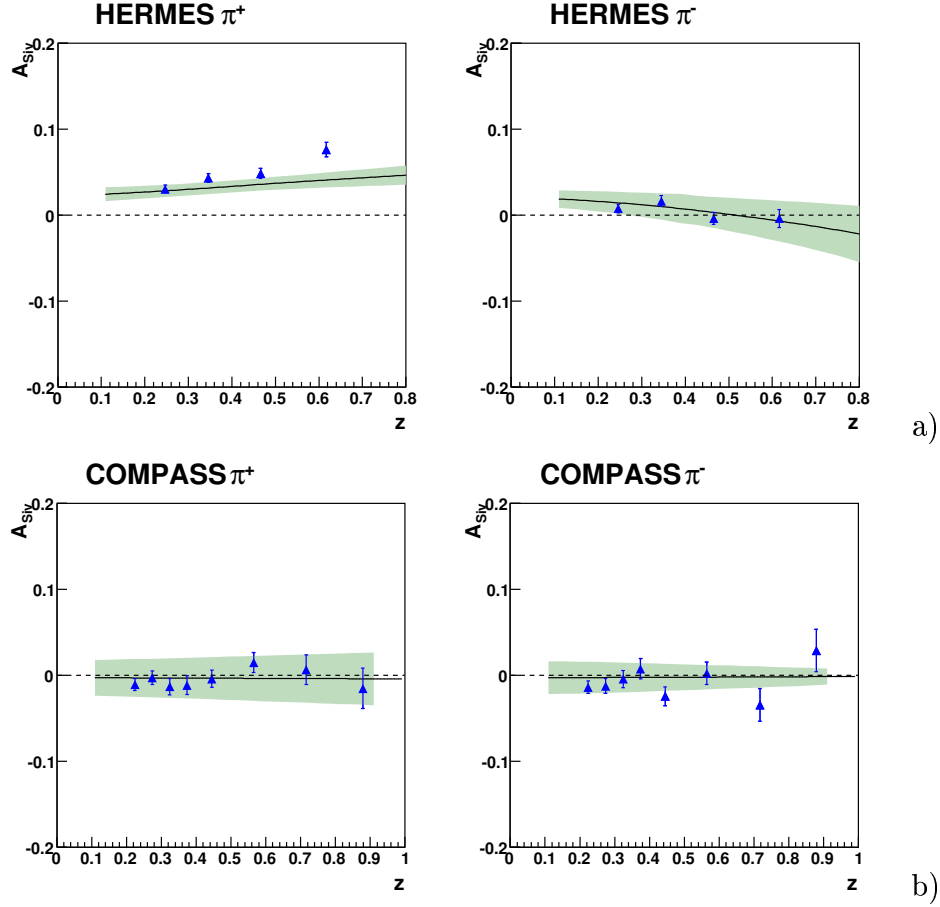 HERMES π+ HERMES π-
A_Siv 0.2 A_Siv 0.2
0.1 0.1
0 0
-0.1 -0.1
-0.2 -0.2
0 0.1 0.2 0.3 0.4 0.5 0.6 0.7 0.8 0 0.1 0.2 0.3 0.4 0.5 0.6 0.7 0.8
z z a)
COMPASS π+ COMPASS π-
A_Siv 0.2 A_Siv 0.2
0.1 0.1
0 0
-0.1 -0.1
-0.2 -0.2
0 0.1 0.2 0.3 0.4 0.5 0.6 0.7 0.8 0.9 1 0 0.1 0.2 0.3 0.4 0.5 0.6 0.7 0.8 0.9 1
z z b)